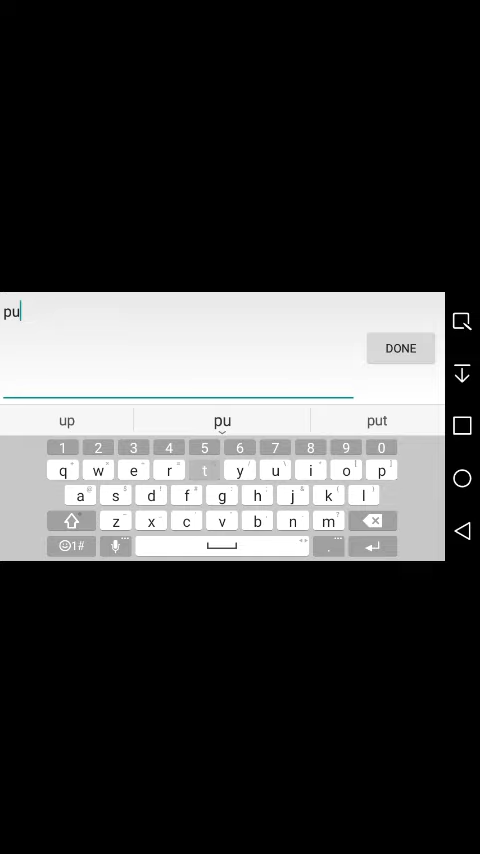 pu
DONE
up pu put
1 2 3 4 5 6 7 8 9 0
q w e r t y u i o p
a s d f g h j k l
z x c v b n m
1# .